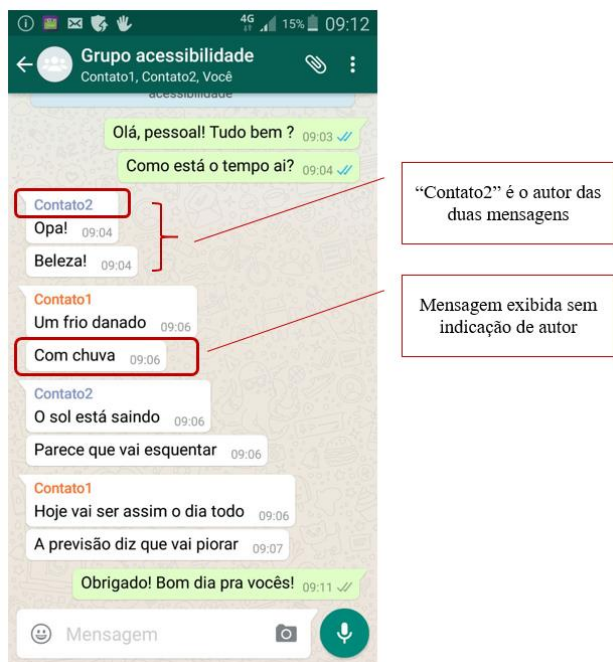 4G 15% 09:12
Grupo acessibilidade
Contato1, Contato2, Você
acessibilidade
Olá, pessoal! Tudo bem ? 09:03
Como está o tempo ai? 09:04
Contato2
Opa! 09:04
Beleza! 09:04
“Contato2” é o autor das
duas mensagens
Contato1
Um frio danado 09:06
Com chuva 09:06
Mensagem exibida sem
indicação de autor
Contato2
O sol está saindo 09:06
Parece que vai esquentar 09:06
Contato1
Hoje vai ser assim o dia todo 09:06
A previsão diz que vai piorar 09:07
Obrigado! Bom dia pra vocês! 09:11
Mensagem